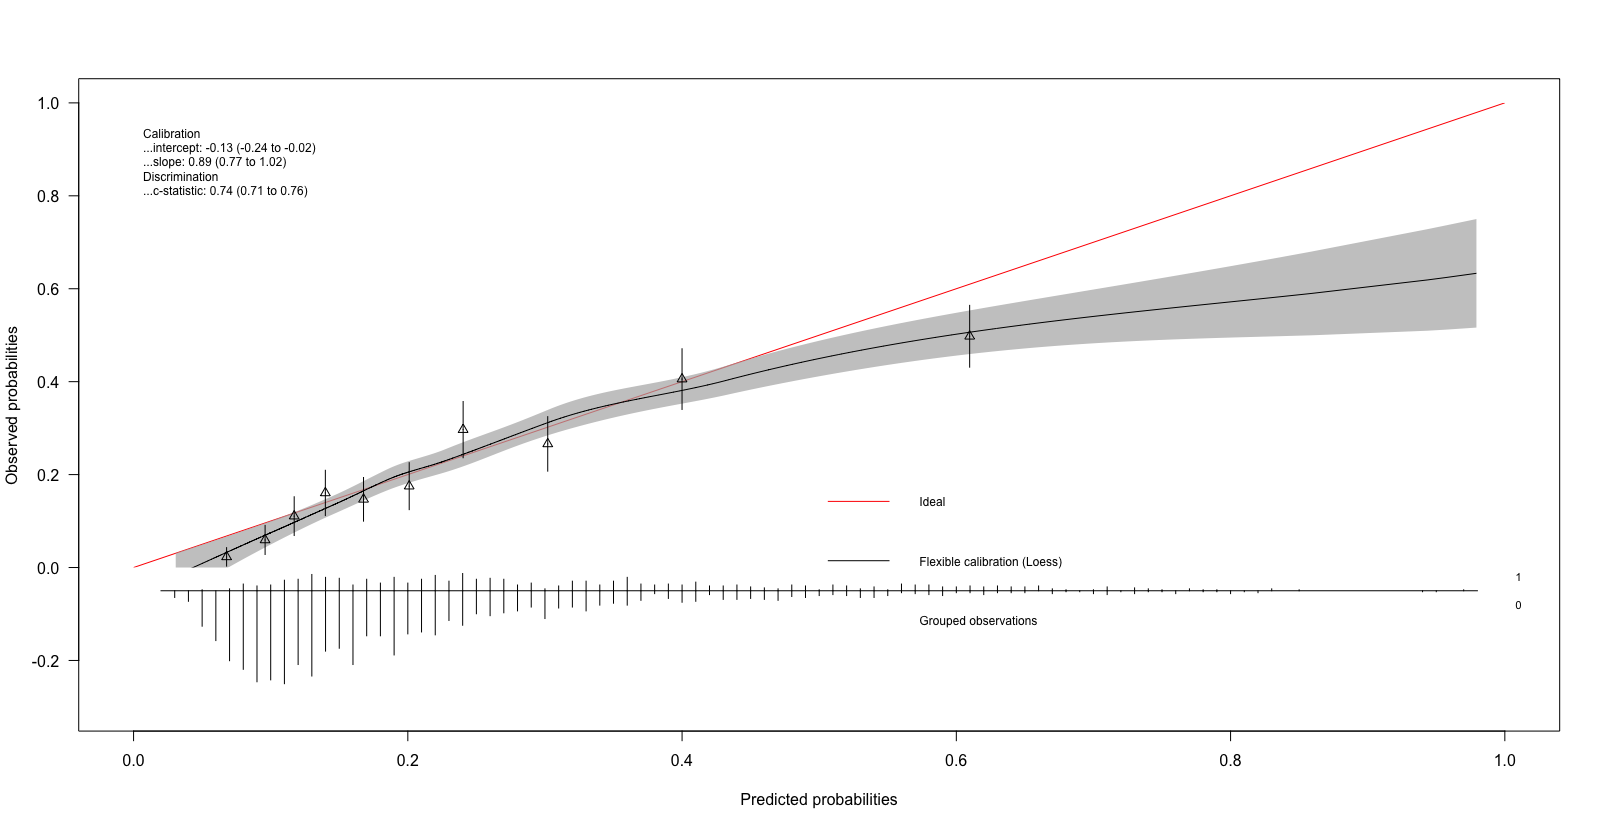 Calibration
...intercept: -0.13 (-0.24 to -0.02)
...slope: 0.89 (0.77 to 1.02)
Discrimination
...c-statistic: 0.74 (0.71 to 0.76)
Observed probabilities
1.0
0.8
0.6
0.4
0.2
0.0
-0.2
Ideal
Flexible calibration (Loess)
1
0
Grouped observations
0.0 0.2 0.4 0.6 0.8 1.0
Predicted probabilities